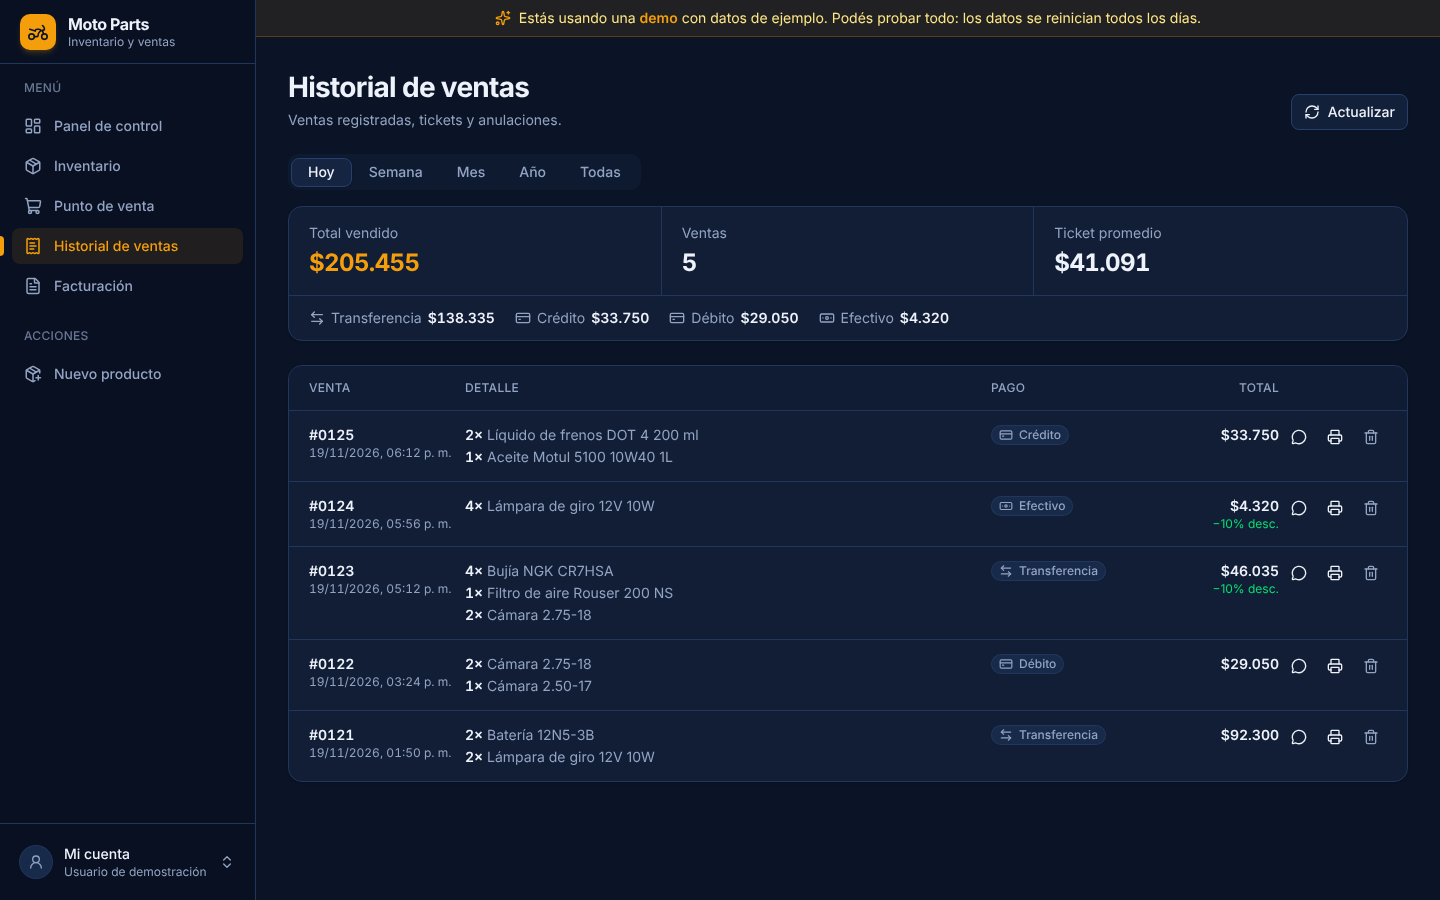 Moto Parts
Inventario y ventas
MENÚ
Panel de control
Inventario
Punto de venta
Historial de ventas
Facturación
ACCIONES
Nuevo producto
Mi cuenta
Usuario de demostración
Estás usando una demo con datos de ejemplo. Podés probar todo: los datos se reinician todos los días.
Historial de ventas
Ventas registradas, tickets y anulaciones.
Actualizar
Hoy Semana Mes Año Todas
Total vendido Ventas Ticket promedio
$205.455 5 $41.091
Transferencia $138.335 Crédito $33.750 Débito $29.050 Efectivo $4.320
VENTA DETALLE PAGO TOTAL
#0125 2× Líquido de frenos DOT 4 200 ml Crédito $33.750
19/11/2026, 06:12 p. m. 1× Aceite Motul 5100 10W40 1L
#0124 4× Lámpara de giro 12V 10W Efectivo $4.320
19/11/2026, 05:56 p. m. −10% desc.
#0123 4× Bujía NGK CR7HSA Transferencia $46.035
19/11/2026, 05:12 p. m. 1× Filtro de aire Rouser 200 NS −10% desc.
2× Cámara 2.75-18
#0122 2× Cámara 2.75-18 Débito $29.050
19/11/2026, 03:24 p. m. 1× Cámara 2.50-17
#0121 2× Batería 12N5-3B Transferencia $92.300
19/11/2026, 01:50 p. m. 2× Lámpara de giro 12V 10W